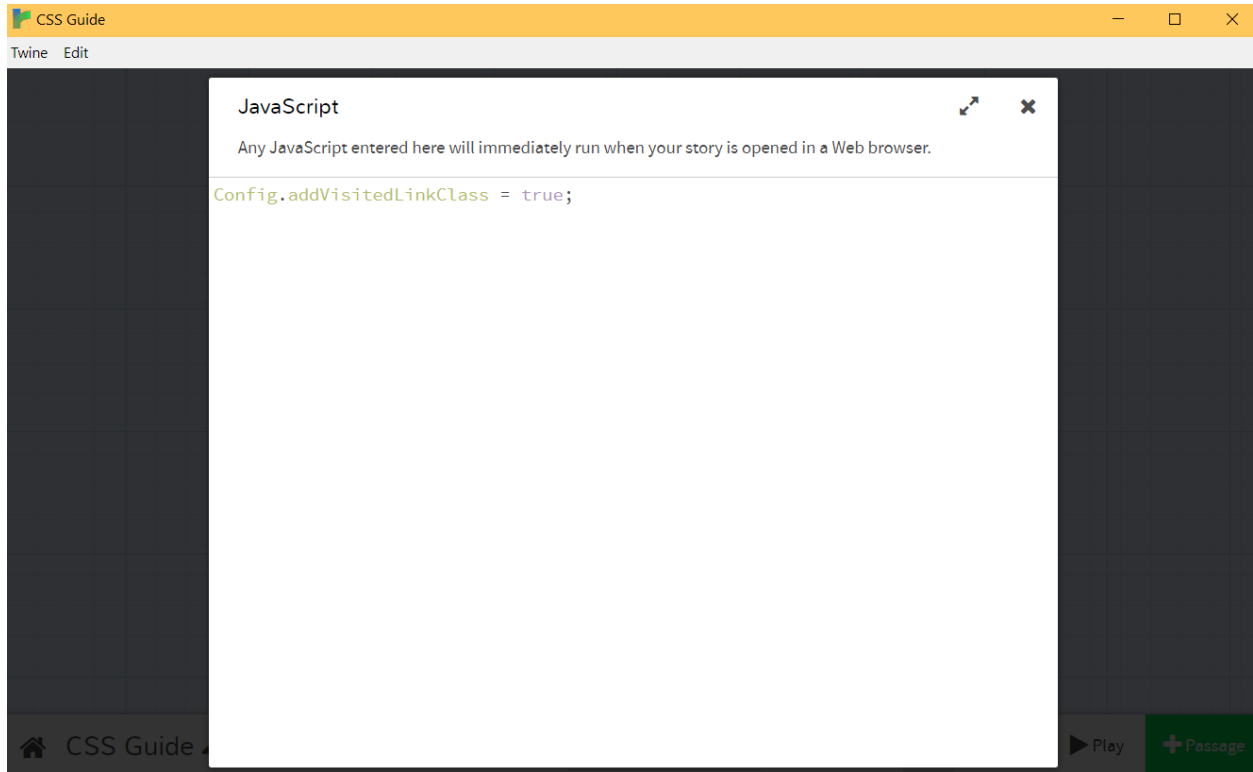 CSS Guide
Twine Edit
JavaScript
Any JavaScript entered here will immediately run when your story is opened in a Web browser.
Config.addVisitedLinkClass = true;
CSS Guide
Play
Passage